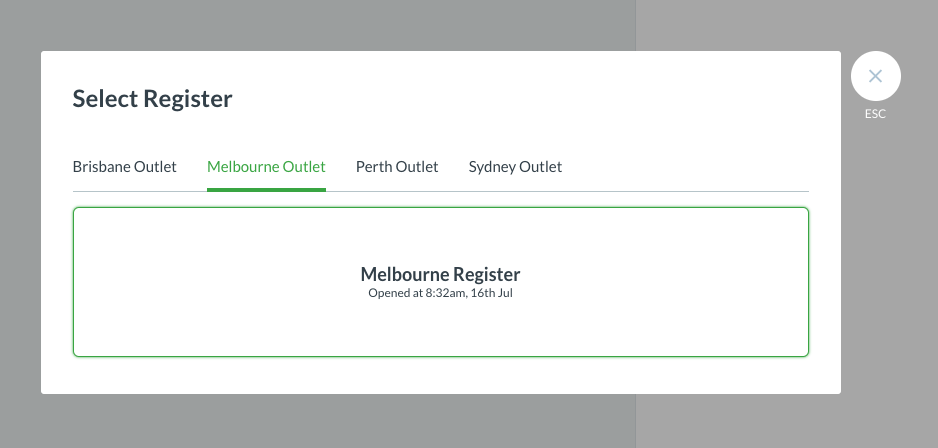 Select Register
ESC
Brisbane Outlet Melbourne Outlet Perth Outlet Sydney Outlet
Melbourne Register
Opened at 8:32am, 16th Jul